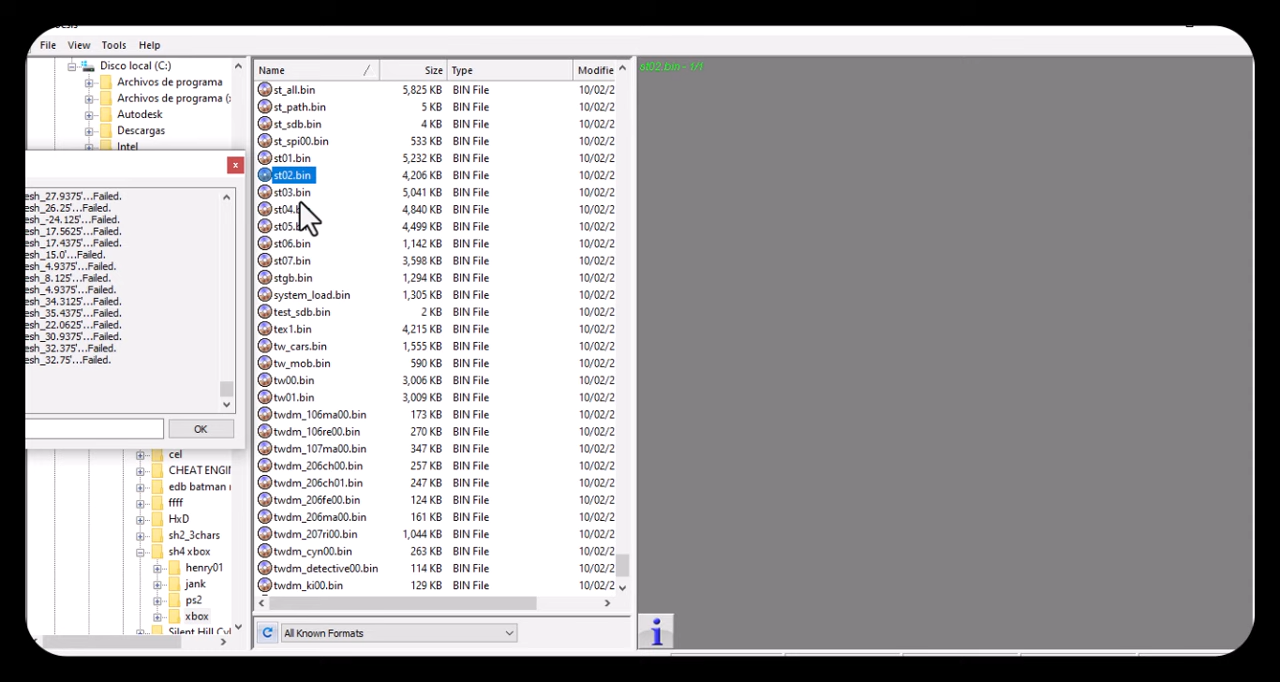 File View Tools Help
Disco local (C:)
Archivos de programa
Archivos de programa (
Autodesk
Descargas
Intel
esh_27.9375'...Failed.
esh_26.25'...Failed.
esh_-24.125'...Failed.
esh_17.5625'...Failed.
esh_17.4375'...Failed.
esh_15.0'...Failed.
esh_4.9375'...Failed.
esh_8.125'...Failed.
esh_4.9375'...Failed.
esh_34.3125'...Failed.
esh_35.4375'...Failed.
esh_22.0625'...Failed.
esh_30.9375'...Failed.
esh_32.375'...Failed.
esh_32.75'...Failed.
OK
cel
CHEAT ENGI
edb batman
ffff
HxD
sh2_3chars
sh4 xbox
henry01
jank
ps2
xbox
Silent Hill
Name Size Type Modifie
st_all.bin 5,825 KB BIN File 10/02/2
st_path.bin 5 KB BIN File 10/02/2
st_sdb.bin 4 KB BIN File 10/02/2
st_spi00.bin 533 KB BIN File 10/02/2
st01.bin 5,232 KB BIN File 10/02/2
st02.bin 4,206 KB BIN File 10/02/2
st03.bin 5,041 KB BIN File 10/02/2
st04.b 4,840 KB BIN File 10/02/2
st05.b 4,499 KB BIN File 10/02/2
st06.bin 1,142 KB BIN File 10/02/2
st07.bin 3,598 KB BIN File 10/02/2
stgb.bin 1,294 KB BIN File 10/02/2
system_load.bin 1,305 KB BIN File 10/02/2
test_sdb.bin 2 KB BIN File 10/02/2
tex1.bin 4,215 KB BIN File 10/02/2
tw_cars.bin 1,555 KB BIN File 10/02/2
tw_mob.bin 590 KB BIN File 10/02/2
tw00.bin 3,006 KB BIN File 10/02/2
tw01.bin 3,009 KB BIN File 10/02/2
twdm_106ma00.bin 173 KB BIN File 10/02/2
twdm_106re00.bin 270 KB BIN File 10/02/2
twdm_107ma00.bin 347 KB BIN File 10/02/2
twdm_206ch00.bin 257 KB BIN File 10/02/2
twdm_206ch01.bin 247 KB BIN File 10/02/2
twdm_206fe00.bin 124 KB BIN File 10/02/2
twdm_206ma00.bin 161 KB BIN File 10/02/2
twdm_207ri00.bin 1,044 KB BIN File 10/02/2
twdm_cyn00.bin 263 KB BIN File 10/02/2
twdm_detective00.bin 114 KB BIN File 10/02/2
twdm_ki00.bin 129 KB BIN File 10/02/2
All Known Formats
st02.bin - 1/1